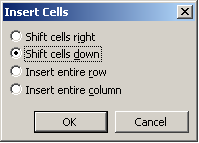 Insert Cells
Shift cells right
Shift cells down
Insert entire row
Insert entire column
OK
Cancel